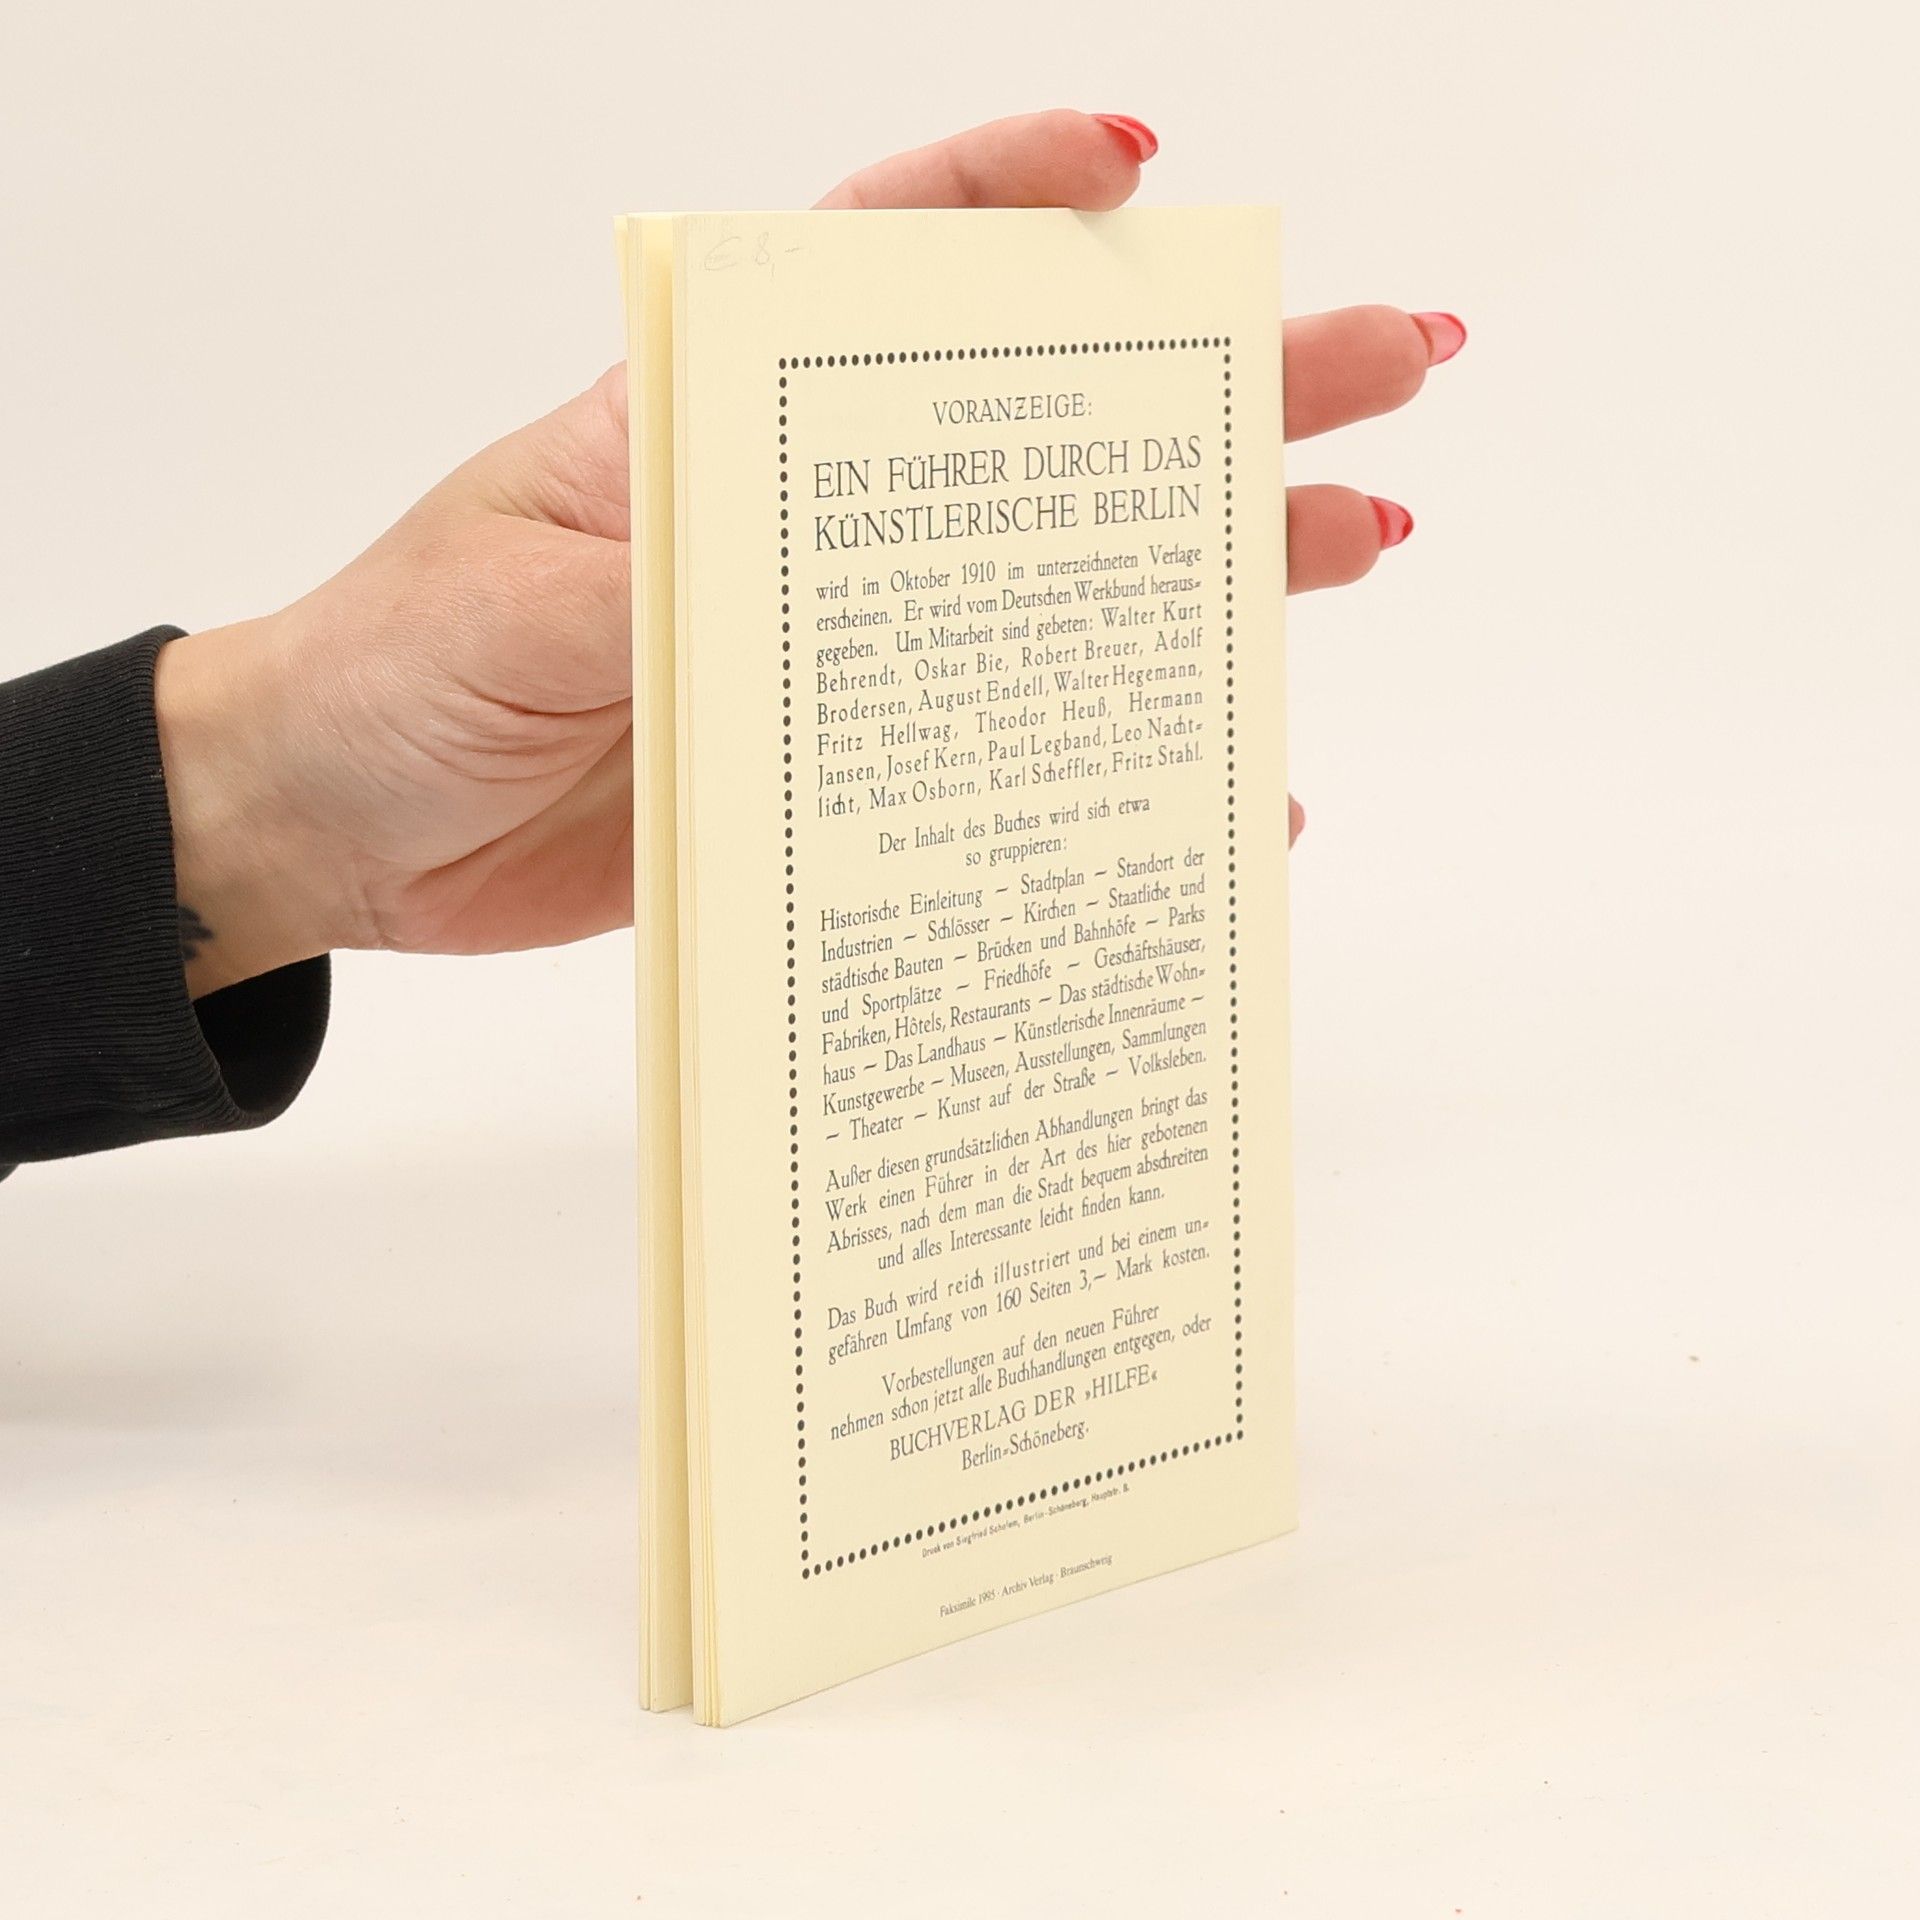 € 8,-
VORANZEIGE:
EIN FÜHRER DURCH DAS
KÜNSTLERISCHE BERLIN
wird im Oktober 1910 im unterzeichneten Verlage
erscheinen. Er wird vom Deutschen Werkbund heraus=
gegeben. Um Mitarbeit sind gebeten: Walter Kurt
Behrendt, Oskar Bie, Robert Breuer, Adolf
Brodersen, August Endell, Walter Hegemann,
Fritz Hellwag, Theodor Heuß, Hermann
Jansen, Josef Kern, Paul Legband, Leo Nacht=
licht, Max Osborn, Karl Scheffler, Fritz Stahl.
Der Inhalt des Buches wird sich etwa
so gruppieren:
Historische Einleitung – Stadtplan – Standort der
Industrien – Schlösser – Kirchen – Staatliche und
städtische Bauten – Brücken und Bahnhöfe – Parks
und Sportplätze – Friedhöfe – Geschäftshäuser,
Fabriken, Hôtels, Restaurants – Das städtische Wohn=
haus – Das Landhaus – Künstlerische Innenräume –
Kunstgewerbe – Museen, Ausstellungen, Sammlungen
– Theater – Kunst auf der Straße – Volksleben.
Außer diesen grundsätzlichen Abhandlungen bringt das
Werk einen Führer in der Art des hier gebotenen
Abrisses, nach dem man die Stadt bequem abschreiten
und alles Interessante leicht finden kann.
Das Buch wird reich illustriert und bei einem un=
gefähren Umfang von 160 Seiten 3,– Mark kosten.
Vorbestellungen auf den neuen Führer
nehmen schon jetzt alle Buchhandlungen entgegen, oder
BUCHVERLAG DER »HILFE«
Berlin=Schöneberg.
Druck von Siegfried Scholem, Berlin-Schöneberg, Hauptstr. 8.
Faksimile 1995 · Archiv Verlag · Braunschweig